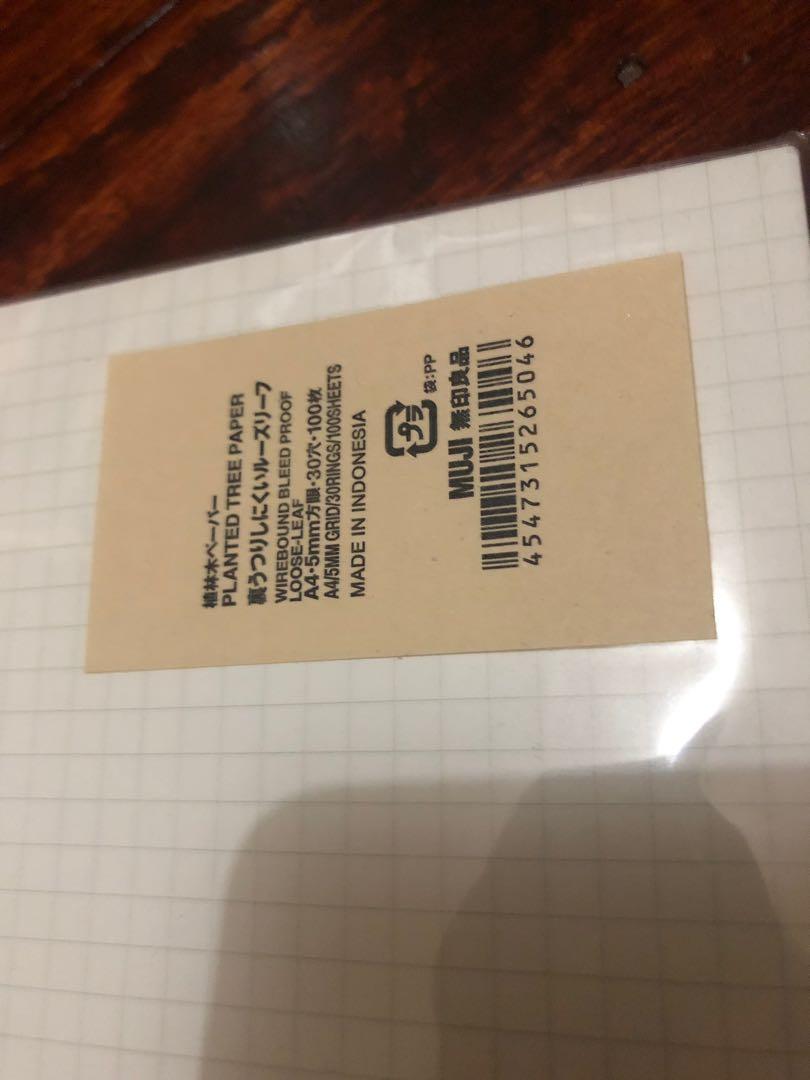 植林木ペーパー
PLANTED TREE PAPER
裏うつりしにくいルーズリーフ
WIREBOUND BLEED PROOF
LOOSE-LEAF
A4・5mm方眼・30穴・100枚
A4/5MM GRID/30RINGS/100SHEETS
MADE IN INDONESIA
プラ
袋:PP
MUJI 無印良品
4547315265046